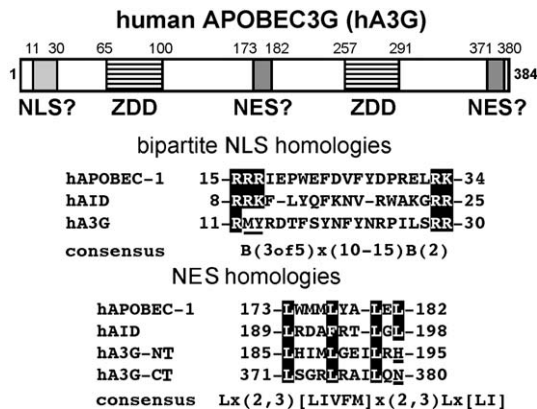 human APOBEC3G (hA3G)
11 30 65 100 173 182 257 291 371 380
1 384
NLS? ZDD NES? ZDD NES?
bipartite NLS homologies
hAPOBEC-1 15-RRRIEPWEFDVFYDPRELRK-34
hAID 8-RRKF-LYQFKNV-RWAKGRR-25
hA3G 11-RMYRDTFSYNFYNRPILSRR-30
consensus B(3of5)x(10-15)B(2)
NES homologies
hAPOBEC-1 173-LWMMLYA-LEL-182
hAID 189-LRDAFRT-LGL-198
hA3G-NT 185-LHIMLGEILRH-195
hA3G-CT 371-LSGRLRAILQN-380
consensus Lx(2,3)[LIVFM]x(2,3)Lx[LI]